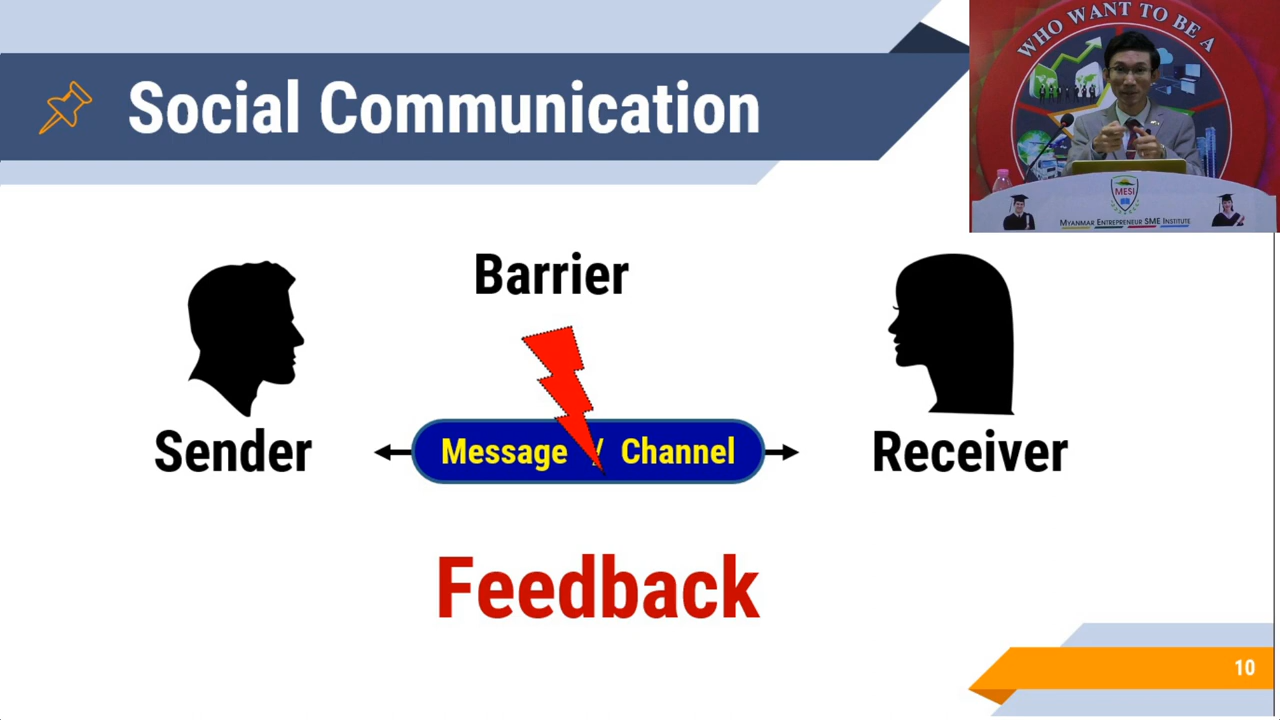 Social Communication
WHO WANT TO BE A
MESI
MYANMAR ENTREPRENEUR SME INSTITUTE
Barrier
Sender
Message / Channel
Receiver
Feedback
10